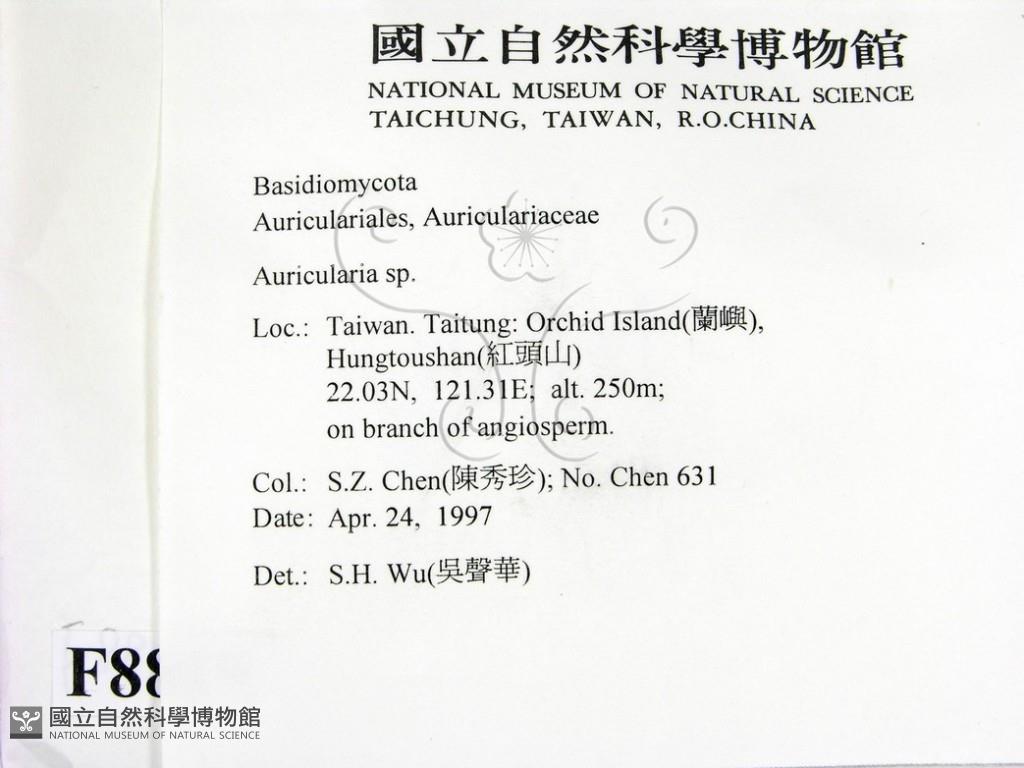 國立自然科學博物館
NATIONAL MUSEUM OF NATURAL SCIENCE
TAICHUNG, TAIWAN, R.O.CHINA
Basidiomycota
Auriculariales, Auriculariaceae
Auricularia sp.
Loc.: Taiwan. Taitung: Orchid Island(蘭嶼),
Hungtoushan(紅頭山)
22.03N, 121.31E; alt. 250m;
on branch of angiosperm.
Col.: S.Z. Chen(陳秀珍); No. Chen 631
Date: Apr. 24, 1997
Det.: S.H. Wu(吳聲華)
F88
國立自然科學博物館
NATIONAL MUSEUM OF NATURAL SCIENCE